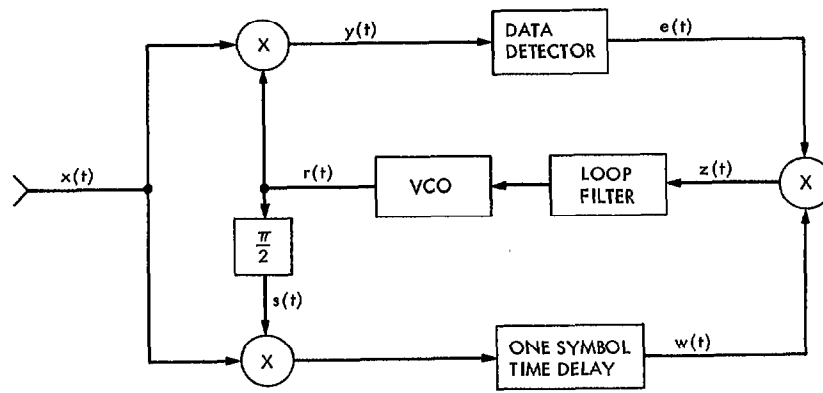 X
y(t)
DATA
DETECTOR
e(t)
x(t)
r(t)
VCO
LOOP
FILTER
z(t)
X
π
2
s(t)
X
ONE SYMBOL
TIME DELAY
w(t)